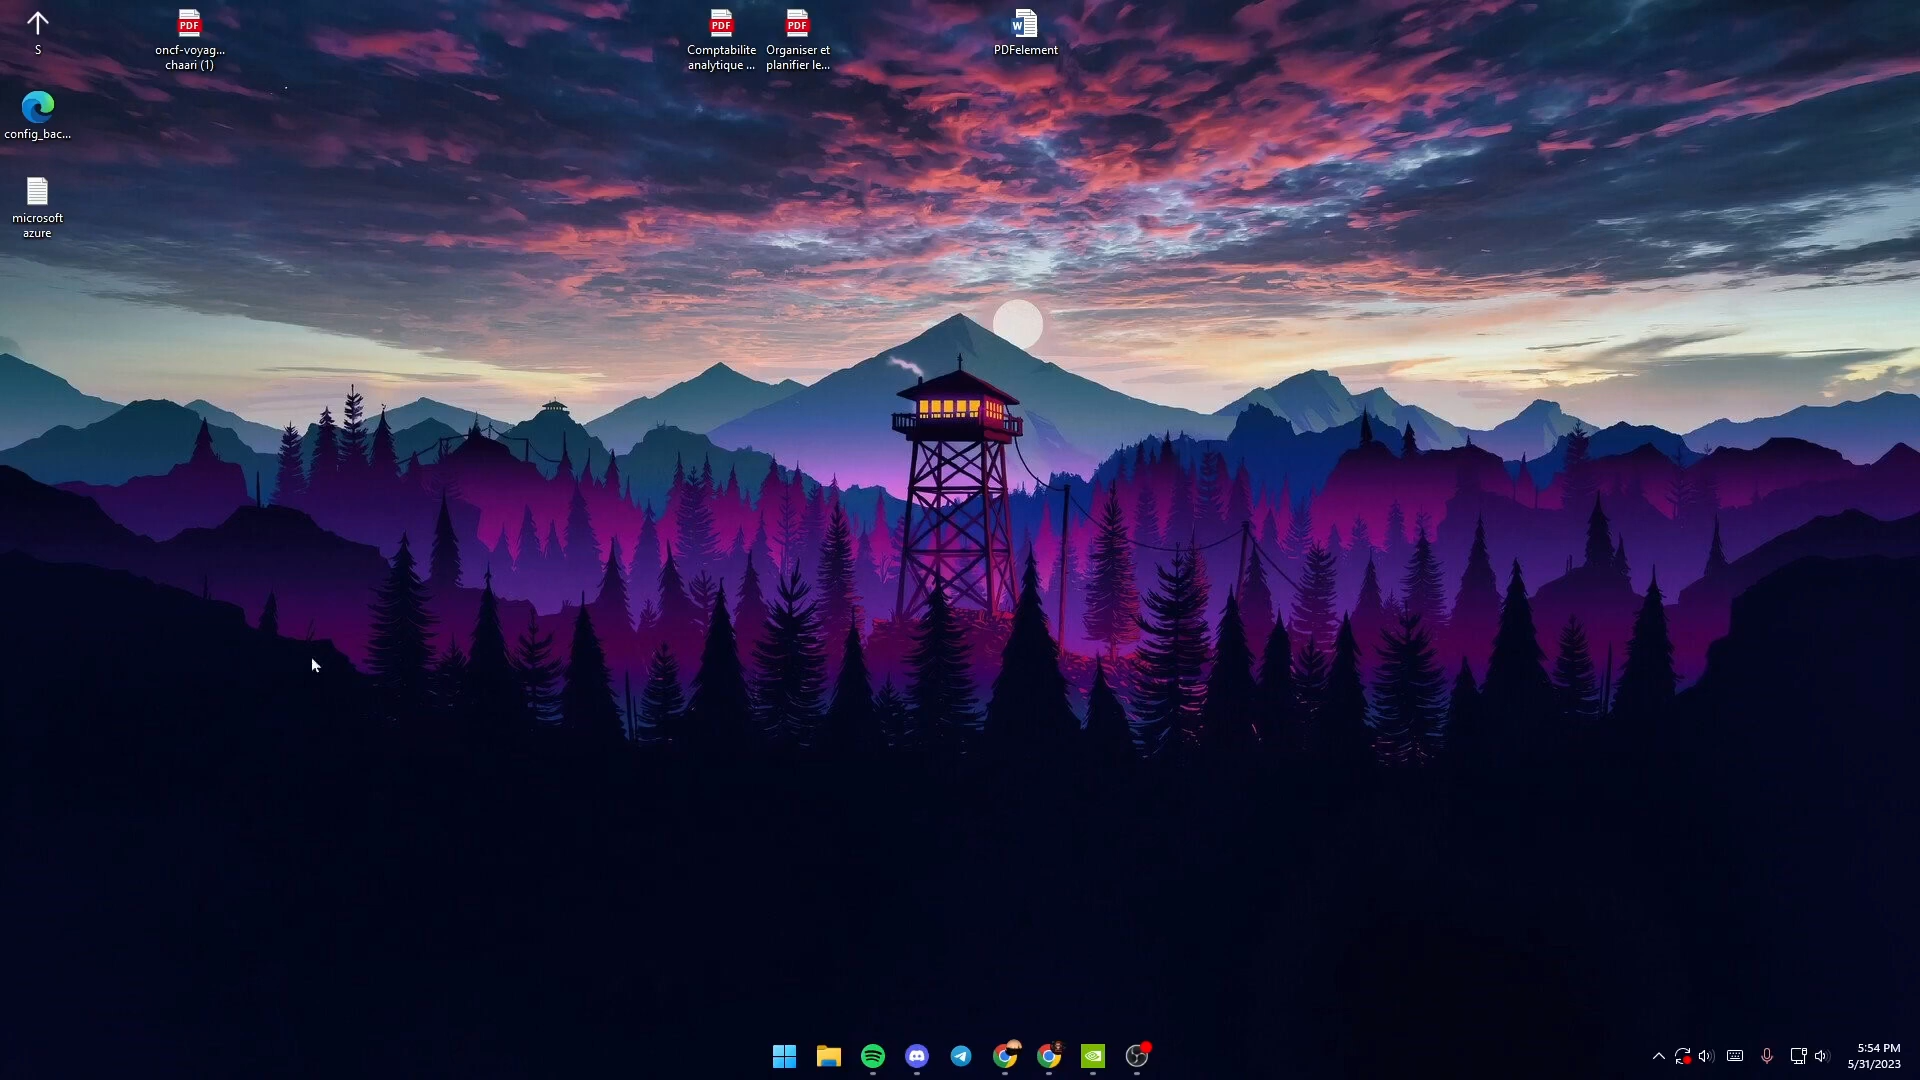 S
oncf-voyag...
chaari (1)
PDF
Comptabilite
analytique ...
PDF
Organiser et
planifier le...
PDF
W
PDFelement
config_bac...
microsoft
azure
5:54 PM
5/31/2023